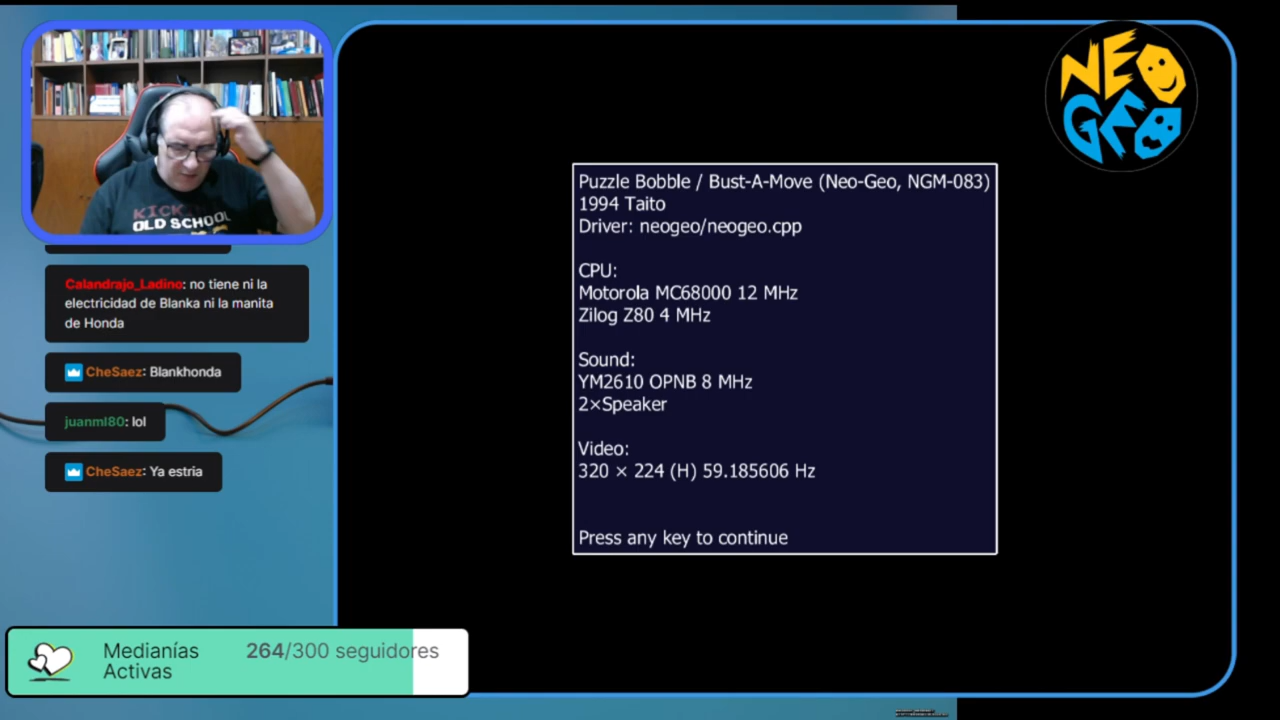 NEO
GEO
KICK
OLD SCHOOL
Calandrajo_Ladino: no tiene ni la
electricidad de Blanka ni la manita
de Honda
CheSaez: Blankhonda
juanml80: lol
CheSaez: Ya estria
Puzzle Bobble / Bust-A-Move (Neo-Geo, NGM-083)
1994 Taito
Driver: neogeo/neogeo.cpp
CPU:
Motorola MC68000 12 MHz
Zilog Z80 4 MHz
Sound:
YM2610 OPNB 8 MHz
2×Speaker
Video:
320 × 224 (H) 59.185606 Hz
Press any key to continue
Medianías
Activas
264/300 seguidores